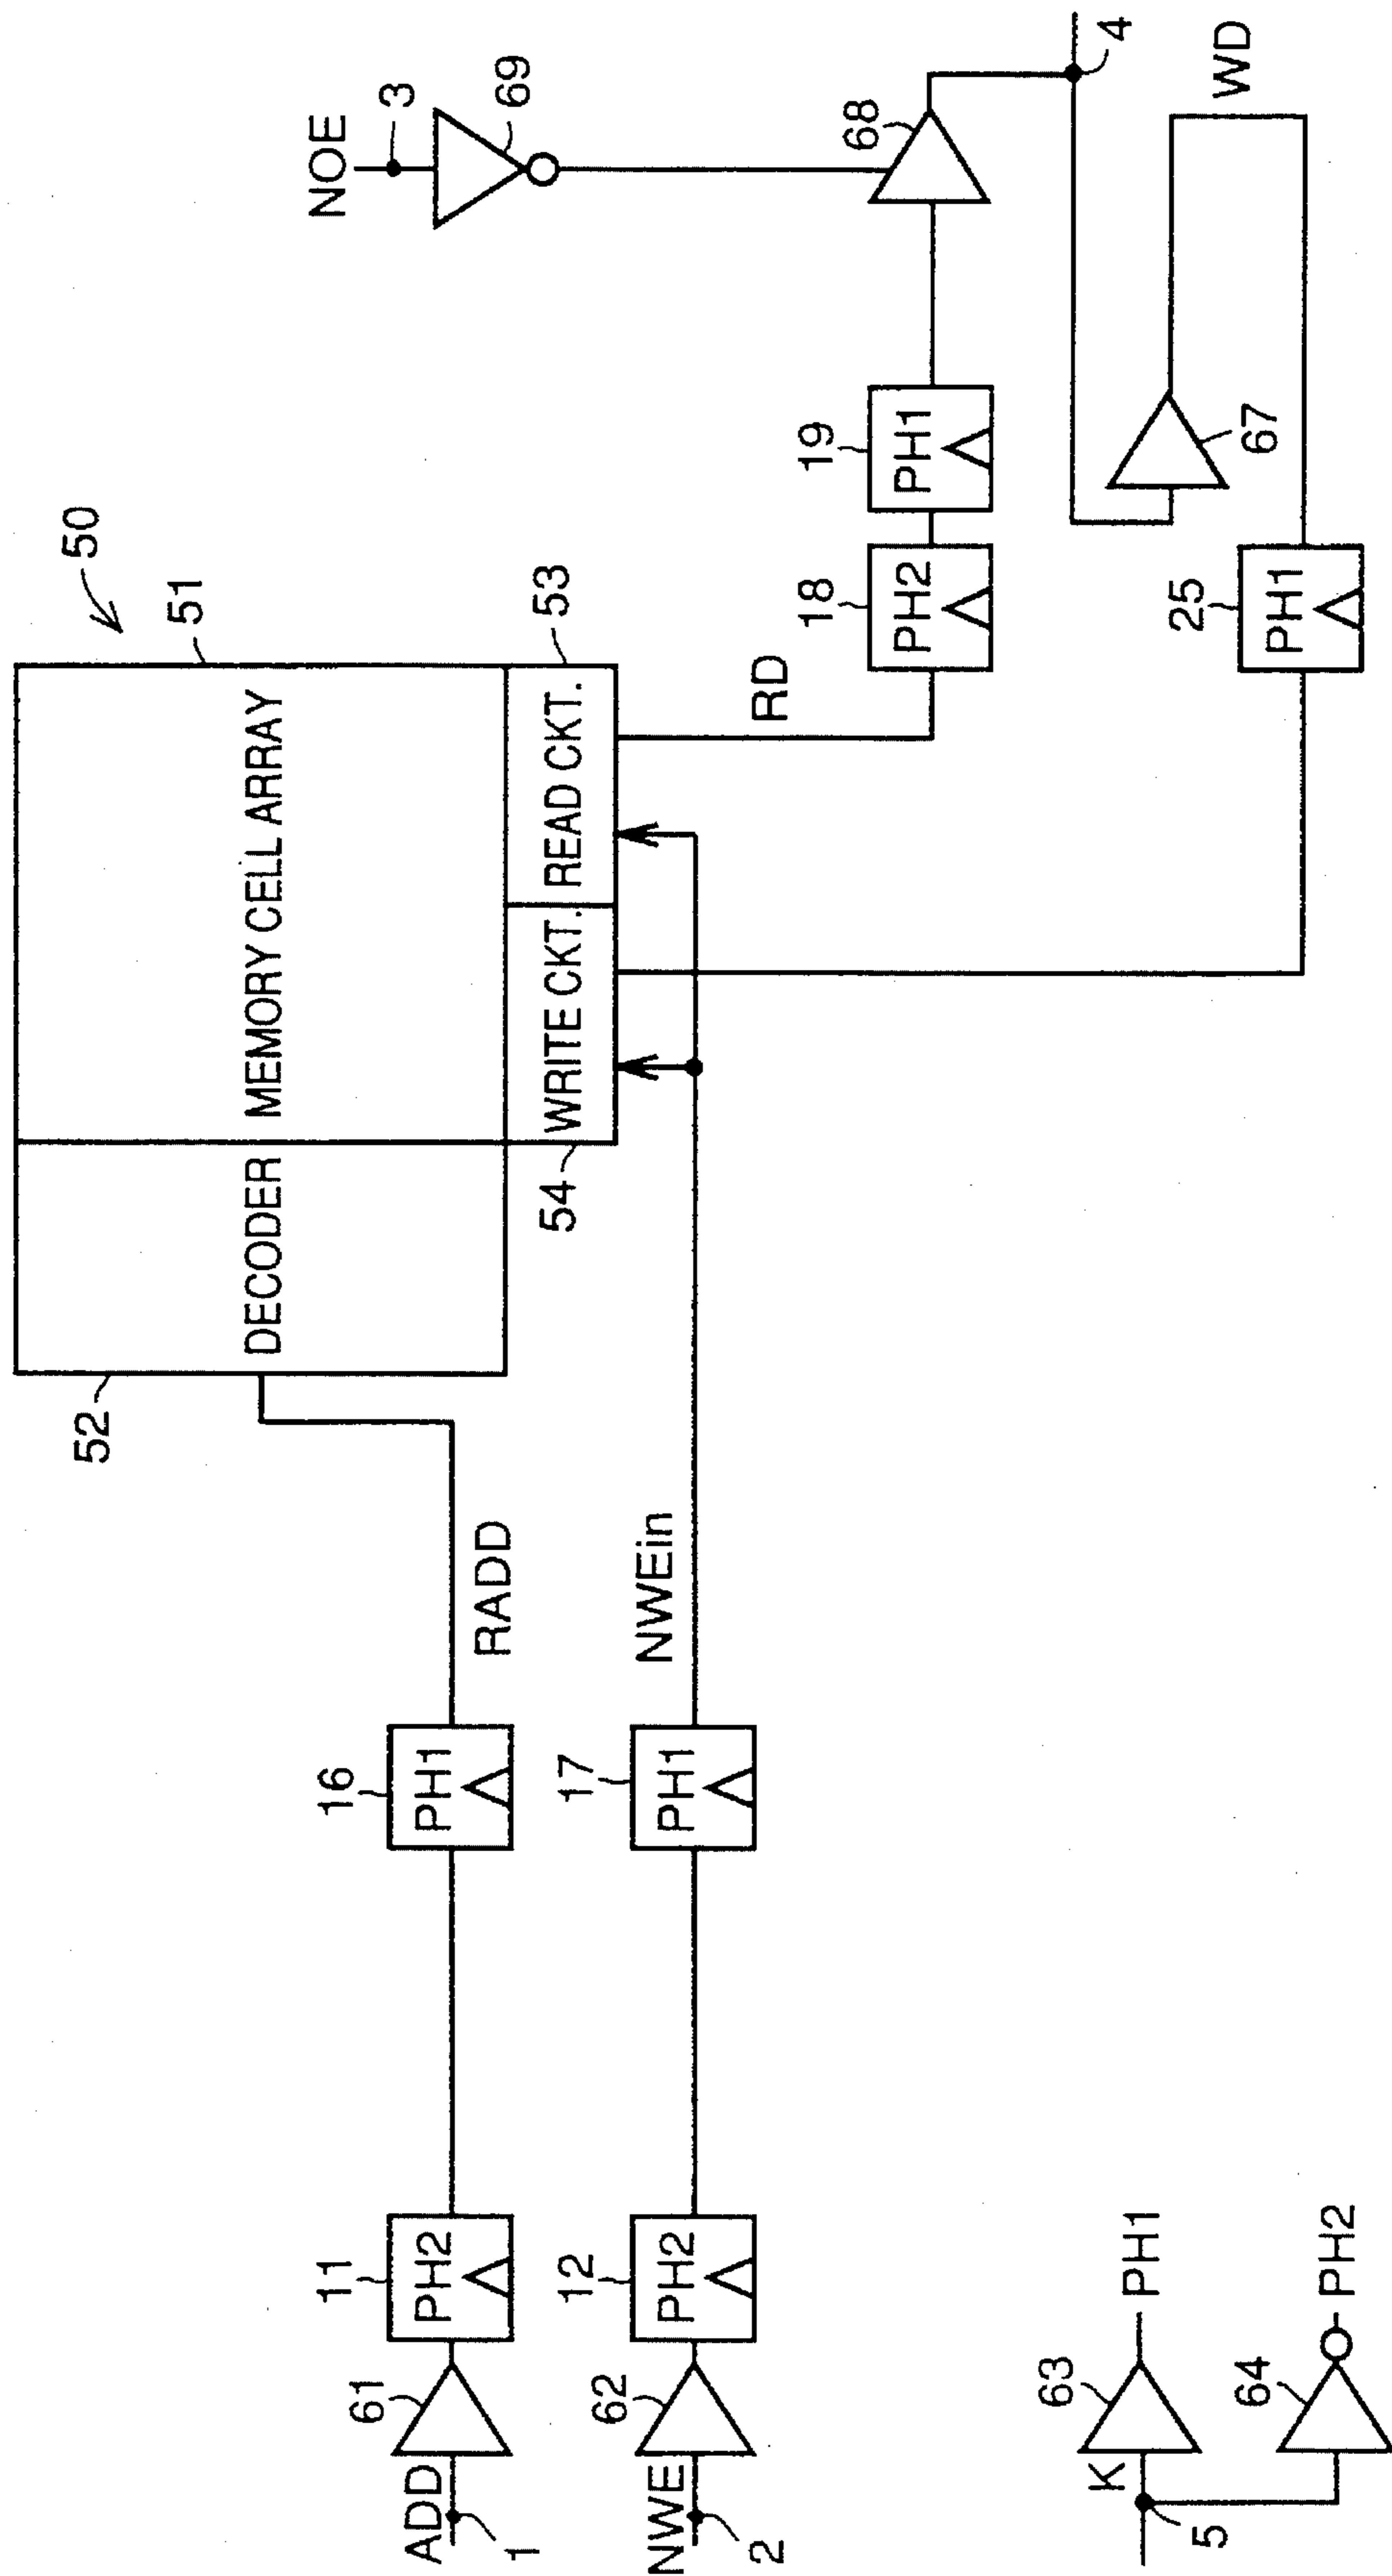 50
52
51
DECODER
MEMORY CELL ARRAY
54
WRITE CKT.
READ CKT.
53
NOE
3
69
ADD
1
61
11
PH2
16
PH1
RADD
NWE
2
62
12
PH2
17
PH1
NWEin
RD
18
PH2
19
PH1
68
4
67
WD
25
PH1
K
5
63
PH1
64
PH2